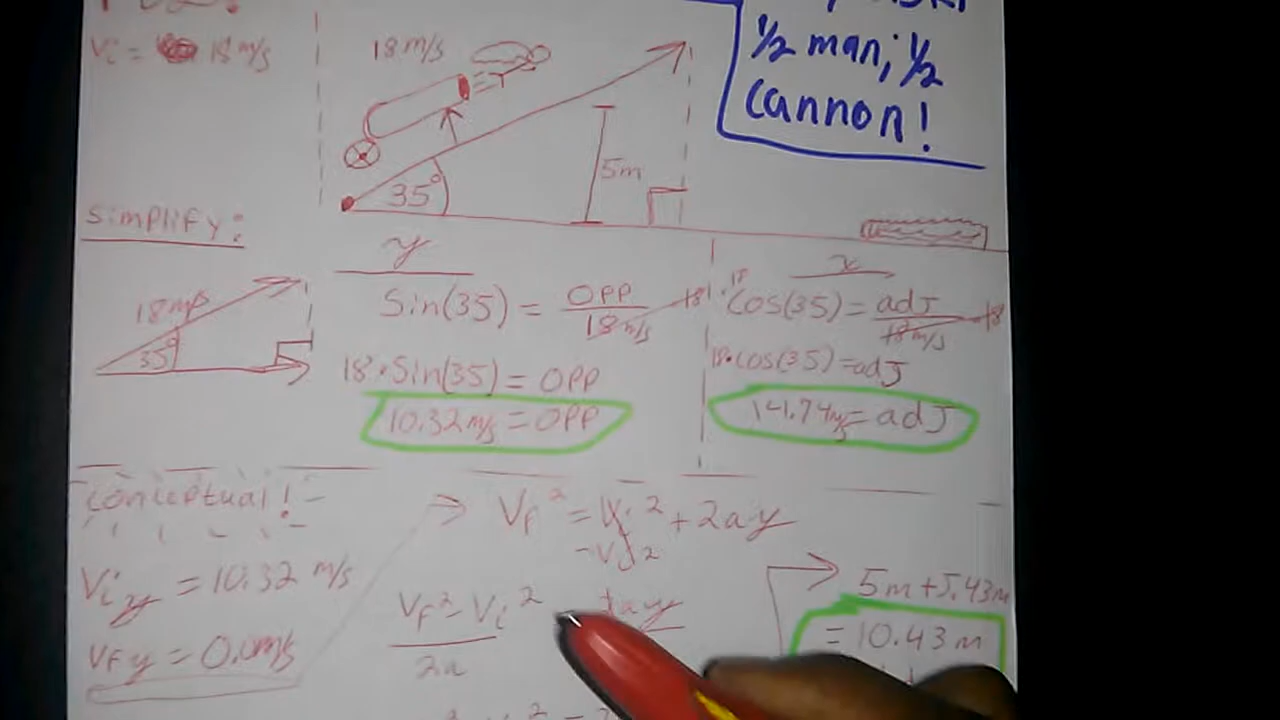 Vi = 18 m/s
18 m/s
35°
5m
1/2 man; 1/2
Cannon!
Simplify:
18 m/s
35°
y
Sin(35) = OPP
18 m/s
18·Sin(35) = OPP
10.32 m/s = OPP
x
·18 Cos(35) = adJ ·18
18 m/s
18·cos(35) = adJ
14.74 m/s = adJ
Conceptual!
Viy = 10.32 m/s
VFy = 0.0 m/s
VF² = Vi² + 2ay
VF² - Vi²
2a
5m + 5.43m
= 10.43 m